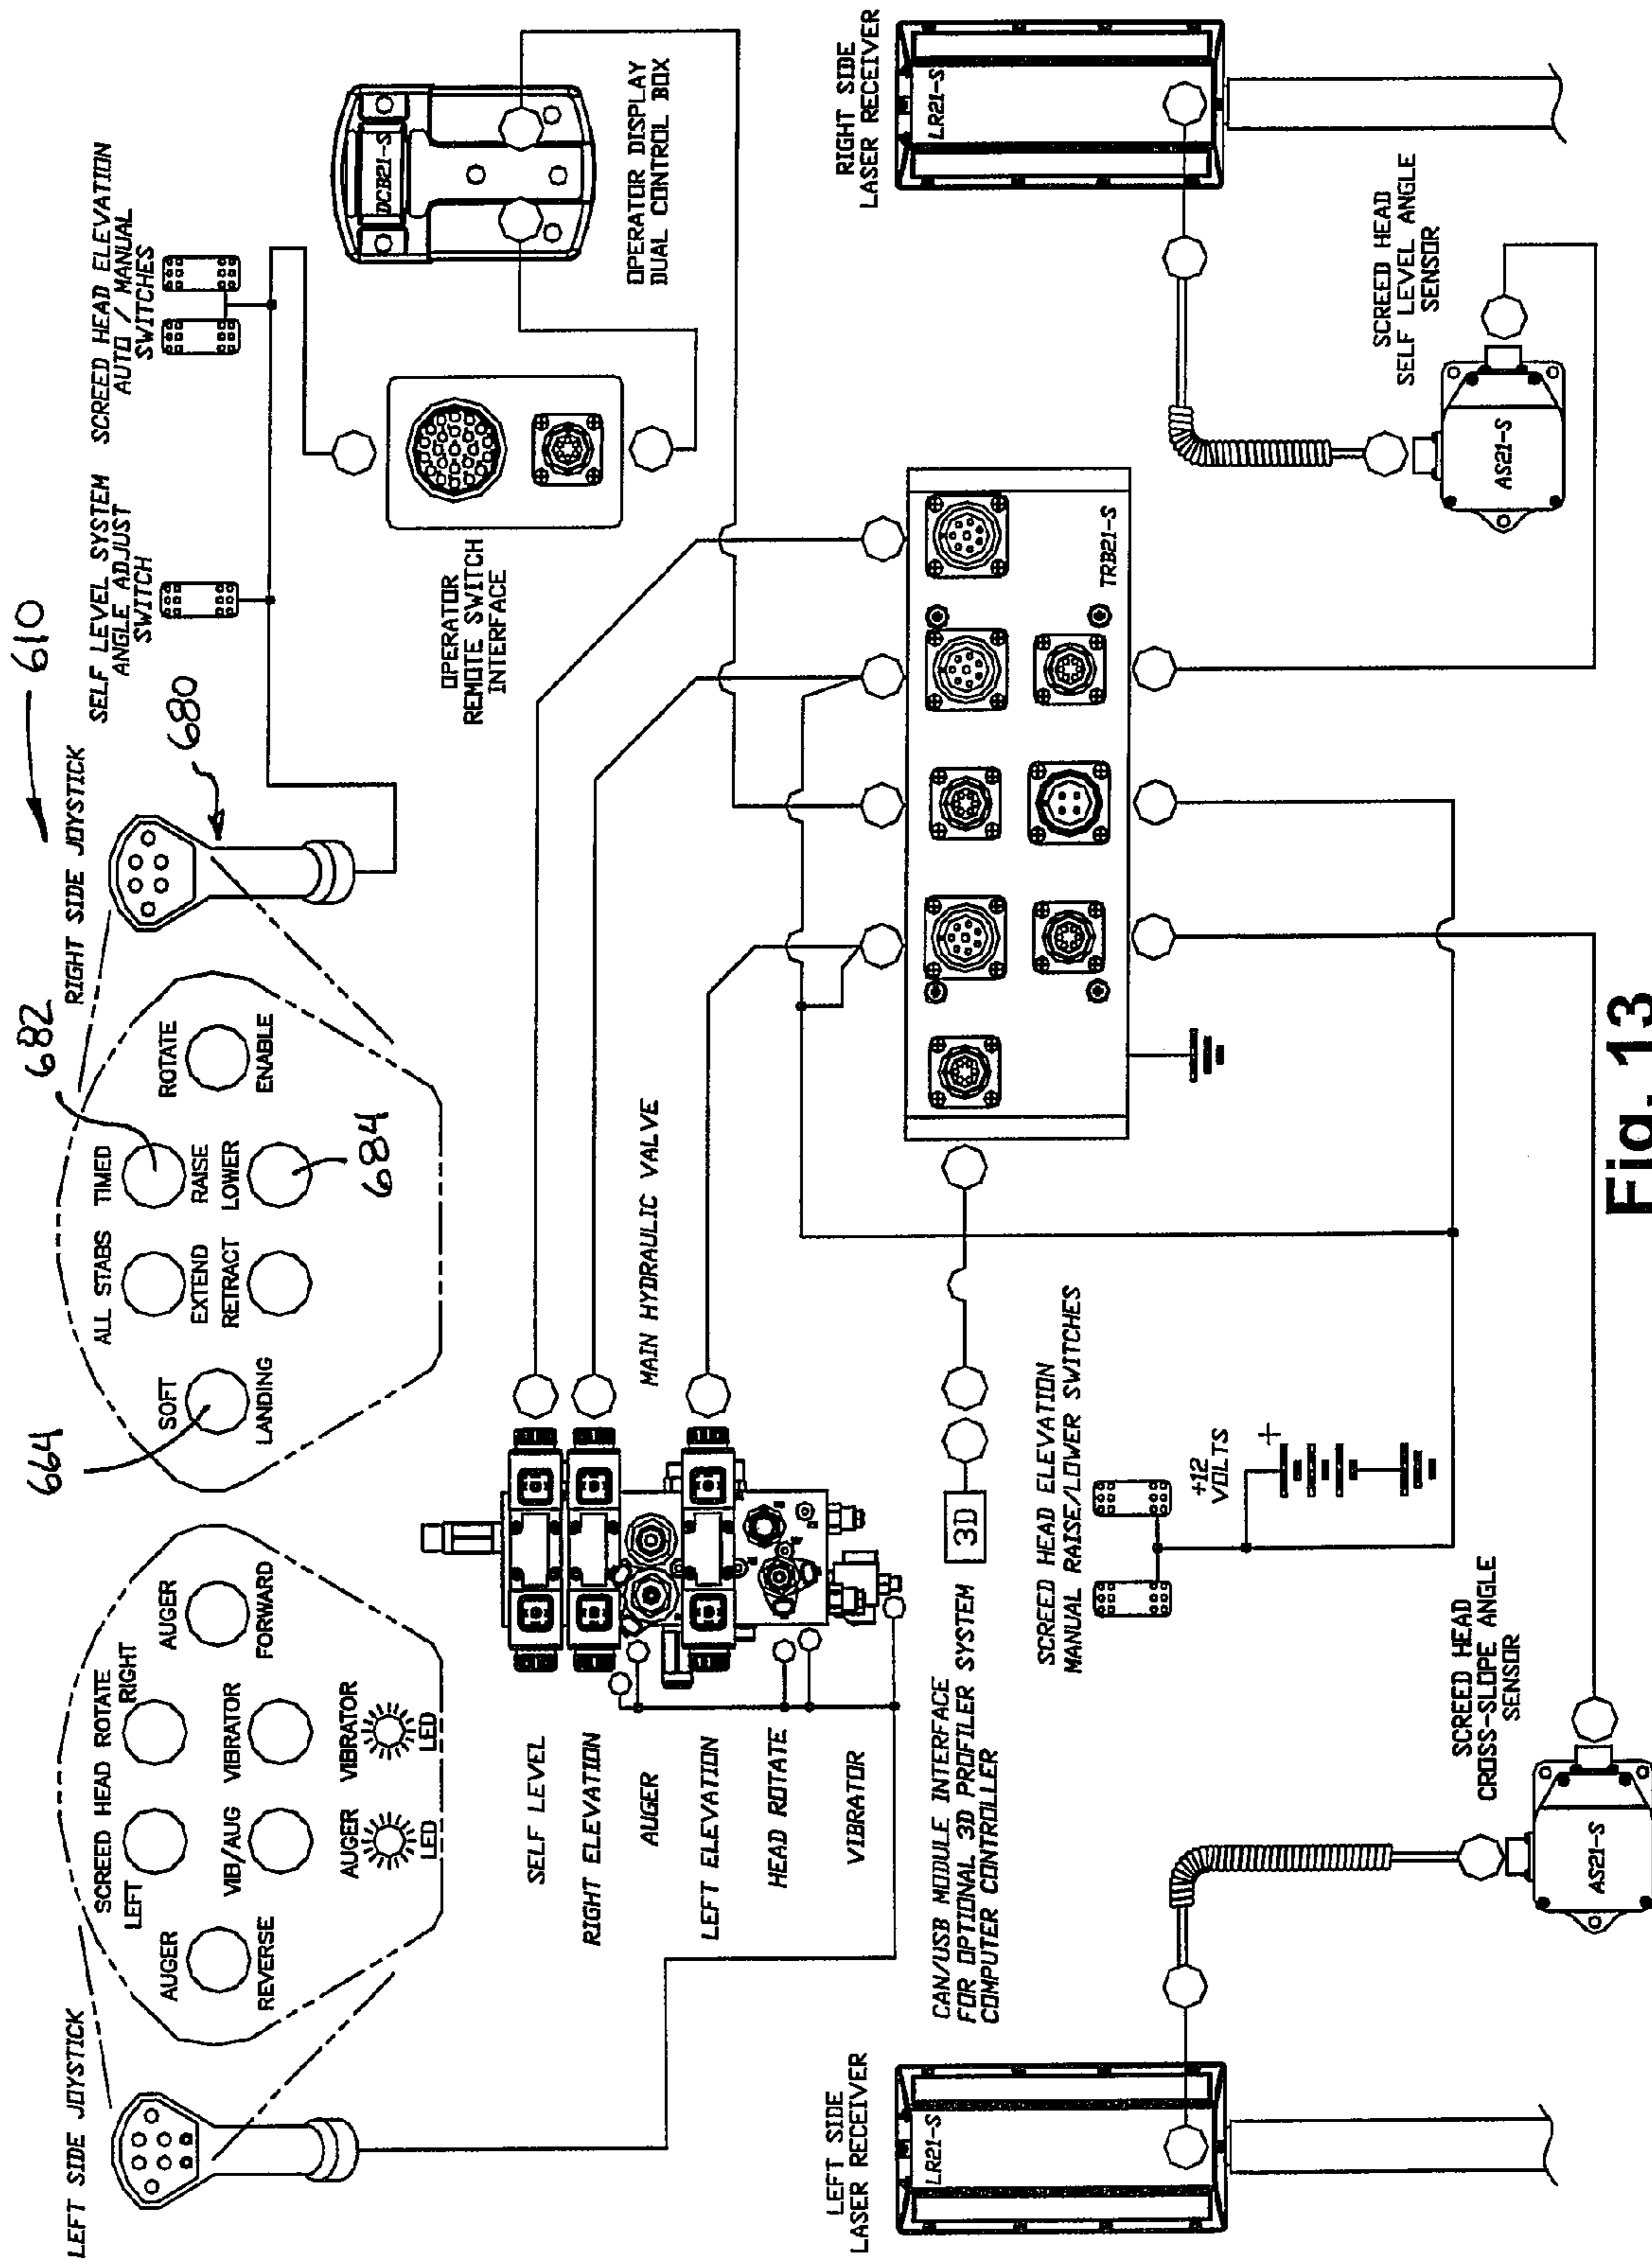 610
LEFT SIDE JOYSTICK
AUGER
REVERSE
SCREED HEAD ROTATE
LEFT
RIGHT
VIB/AUG
VIBRATOR
AUGER
FORWARD
AUGER
LED
VIBRATOR
LED
664
SOFT
LANDING
ALL STABS
EXTEND
RETRACT
682
TIMED
RAISE
LOWER
684
ROTATE
ENABLE
RIGHT SIDE JOYSTICK
680
SELF LEVEL SYSTEM
ANGLE ADJUST
SWITCH
SCREED HEAD ELEVATION
AUTO / MANUAL
SWITCHES
OPERATOR
REMOTE SWITCH
INTERFACE
DCB21-S
OPERATOR DISPLAY
DUAL CONTROL BOX
SELF LEVEL
RIGHT ELEVATION
AUGER
LEFT ELEVATION
HEAD ROTATE
VIBRATOR
MAIN HYDRAULIC VALVE
CAN/USB MODULE INTERFACE
FOR OPTIONAL 3D PROFILER SYSTEM
COMPUTER CONTROLLER
3D
TRB21-S
SCREED HEAD ELEVATION
MANUAL RAISE/LOWER SWITCHES
+12
VOLTS
+
LEFT SIDE
LASER RECEIVER
LR21-S
SCREED HEAD
CROSS-SLOPE ANGLE
SENSOR
AS21-S
RIGHT SIDE
LASER RECEIVER
LR21-S
SCREED HEAD
SELF LEVEL ANGLE
SENSOR
AS21-S
Fig. 13